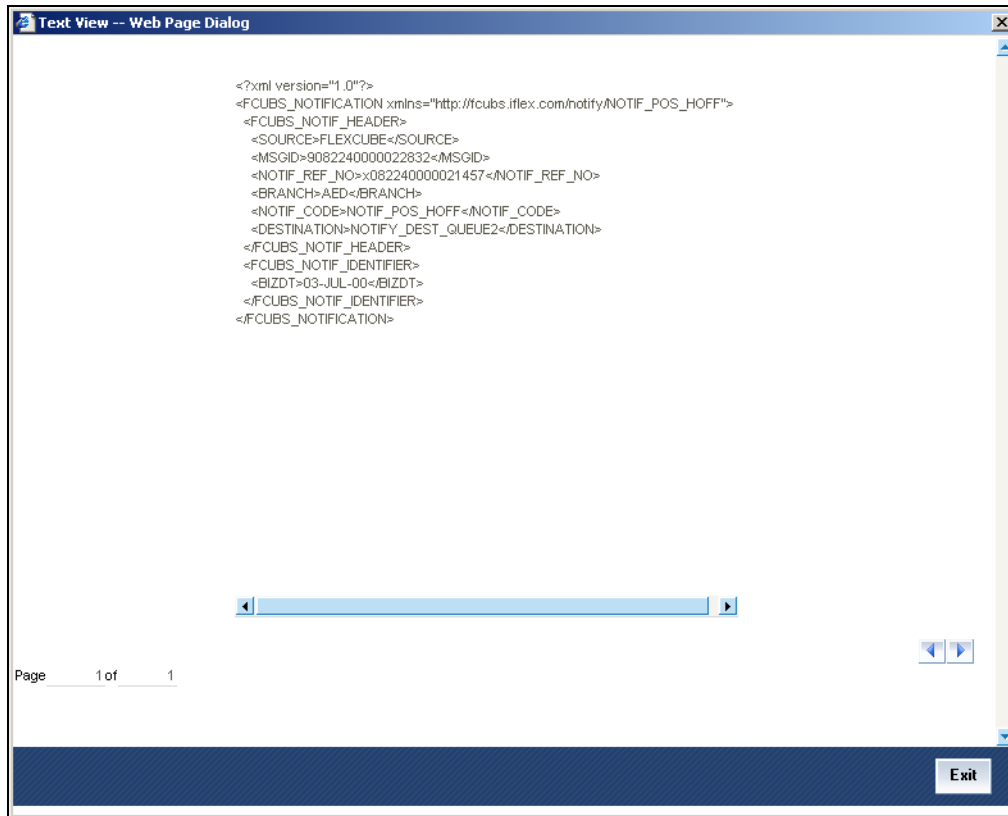 Text View -- Web Page Dialog
<?xml version="1.0"?>
<FCUBS_NOTIFICATION xmlns="http://fcubs.iflex.com/notify/NOTIF_POS_HOFF">
<FCUBS_NOTIF_HEADER>
<SOURCE>FLEXCUBE</SOURCE>
<MSGID>9082240000022832</MSGID>
<NOTIF_REF_NO>x082240000021457</NOTIF_REF_NO>
<BRANCH>AED</BRANCH>
<NOTIF_CODE>NOTIF_POS_HOFF</NOTIF_CODE>
<DESTINATION>NOTIFY_DEST_QUEUE2</DESTINATION>
</FCUBS_NOTIF_HEADER>
<FCUBS_NOTIF_IDENTIFIER>
<BIZDT>03-JUL-00</BIZDT>
</FCUBS_NOTIF_IDENTIFIER>
</FCUBS_NOTIFICATION>
Page 1 of 1
Exit